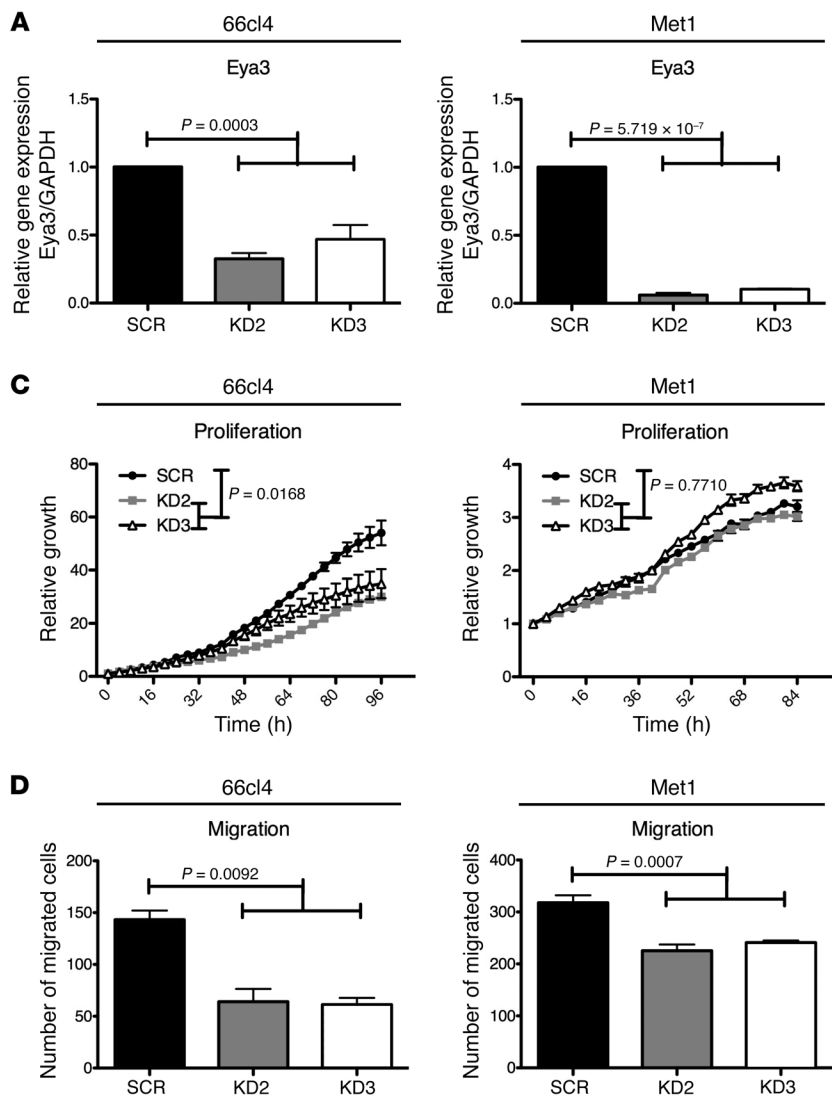 A
66cl4
Eya3
Relative gene expression
Eya3/GAPDH
1.5
1.0
0.5
0.0
P = 0.0003
SCR
KD2
KD3
Met1
Eya3
Relative gene expression
Eya3/GAPDH
1.5
1.0
0.5
0.0
P = 5.719 × 10⁻⁷
SCR
KD2
KD3
C
66cl4
Proliferation
Relative growth
80
60
40
20
0
SCR
KD2
KD3
P = 0.0168
0
16
32
48
64
80
96
Time (h)
Met1
Proliferation
Relative growth
4
3
2
1
0
SCR
KD2
KD3
P = 0.7710
0
16
36
52
68
84
Time (h)
D
66cl4
Migration
Number of migrated cells
200
150
100
50
0
P = 0.0092
SCR
KD2
KD3
Met1
Migration
Number of migrated cells
400
300
200
100
0
P = 0.0007
SCR
KD2
KD3